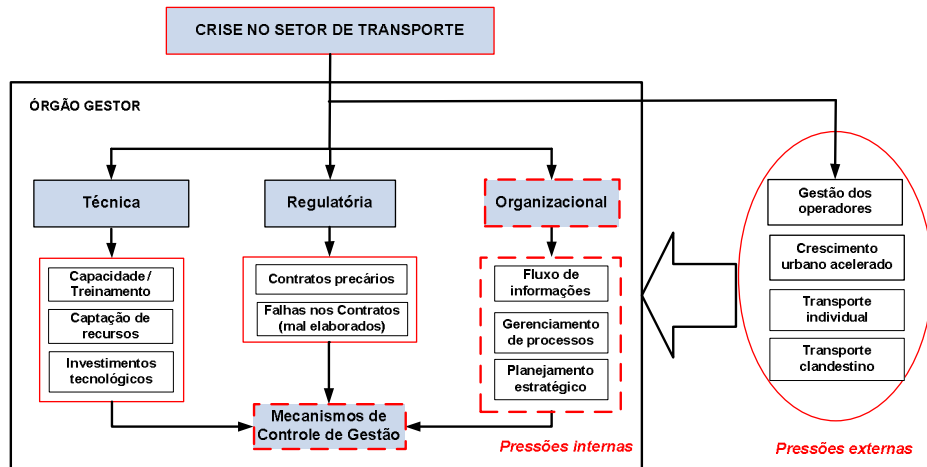 CRISE NO SETOR DE TRANSPORTE
ÓRGÃO GESTOR
Técnica
Regulatória
Organizacional
Capacidade/
Treinamento
Captação de
recursos
Investimentos
tecnológicos
Contratos precários
Falhas nos Contratos
(mal elaborados)
Fluxo de
informações
Gerenciamento
de processos
Planejamento
estratégico
Mecanismos de
Controle de Gestão
Pressões internas
Gestão dos
operadores
Crescimento
urbano acelerado
Transporte
individual
Transporte
clandestino
Pressões externas